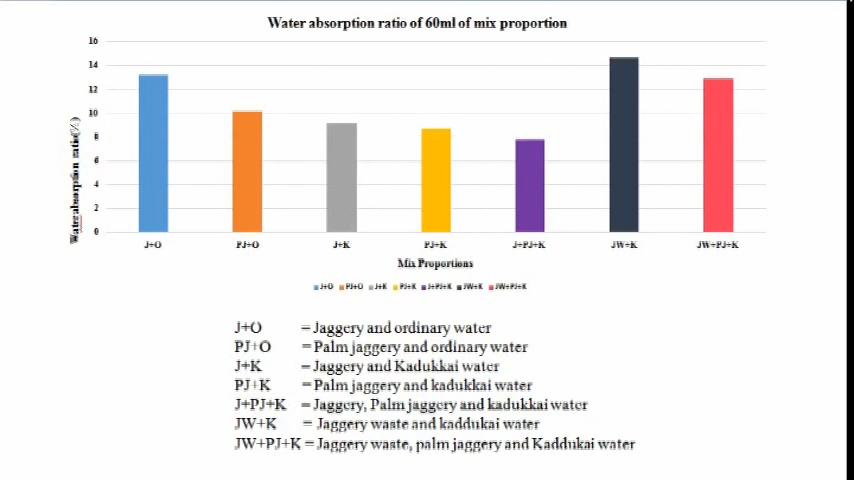 Water absorption ratio of 60ml of mix proportion
16
14
12
10
8
6
4
2
0
Water absorption ratio(%)
J+O PJ+O J+K PJ+K J+PJ+K JW+K JW+PJ+K
Mix Proportions
J+O PJ+O J+K PJ+K J+PJ+K JW+K JW+PJ+K
J+O = Jaggery and ordinary water
PJ+O = Palm jaggery and ordinary water
J+K = Jaggery and Kadukkai water
PJ+K = Palm jaggery and kadukkai water
J+PJ+K = Jaggery, Palm jaggery and kadukkai water
JW+K = Jaggery waste and kaddukai water
JW+PJ+K = Jaggery waste, palm jaggery and Kaddukai water